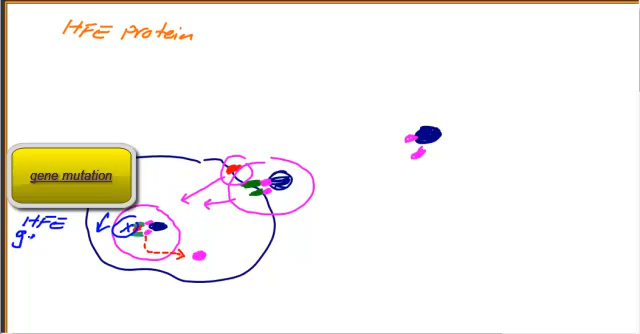 HFE Protein
gene mutation
HFE
g
X